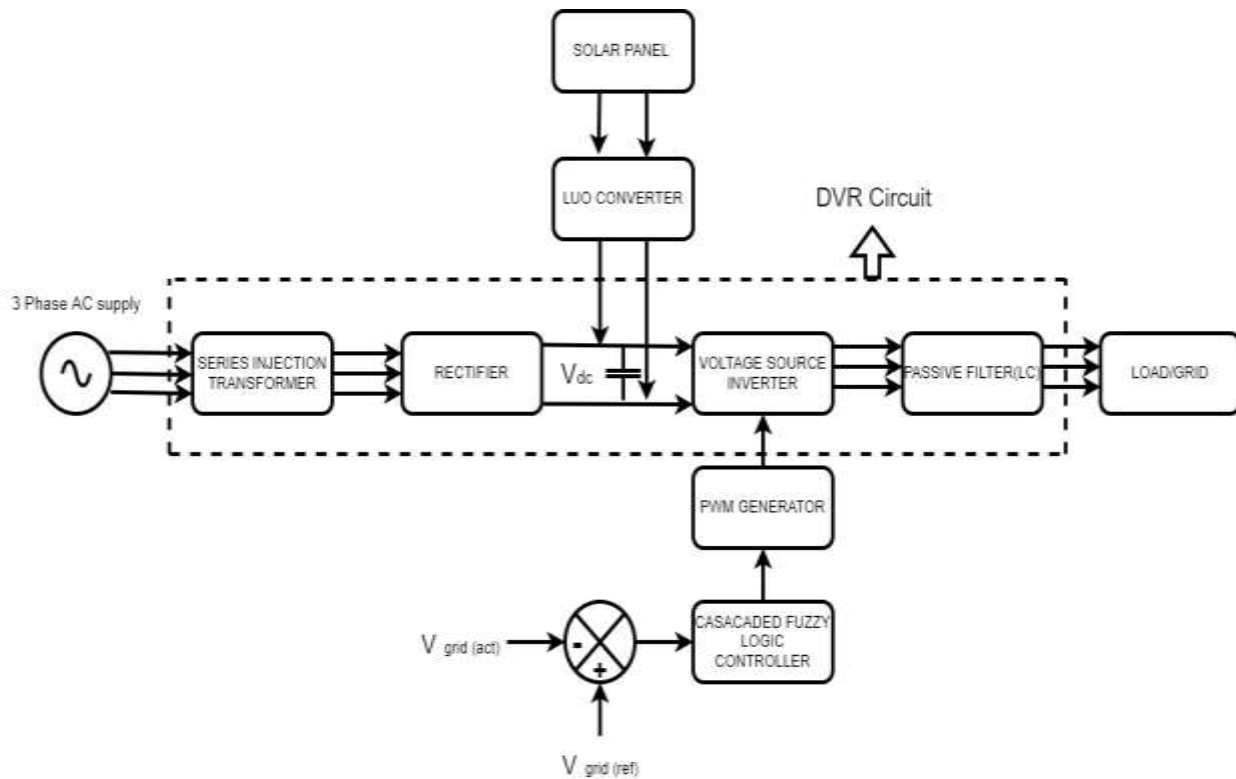 SOLAR PANEL
LUO CONVERTER
DVR Circuit
3 Phase AC supply
SERIES INJECTION
TRANSFORMER
RECTIFIER
Vdc
VOLTAGE SOURCE
INVERTER
PASSIVE FILTER(LC)
LOAD/GRID
PWM GENERATOR
CASACADED FUZZY
LOGIC
CONTROLLER
V grid (act)
-
+
V grid (ref)